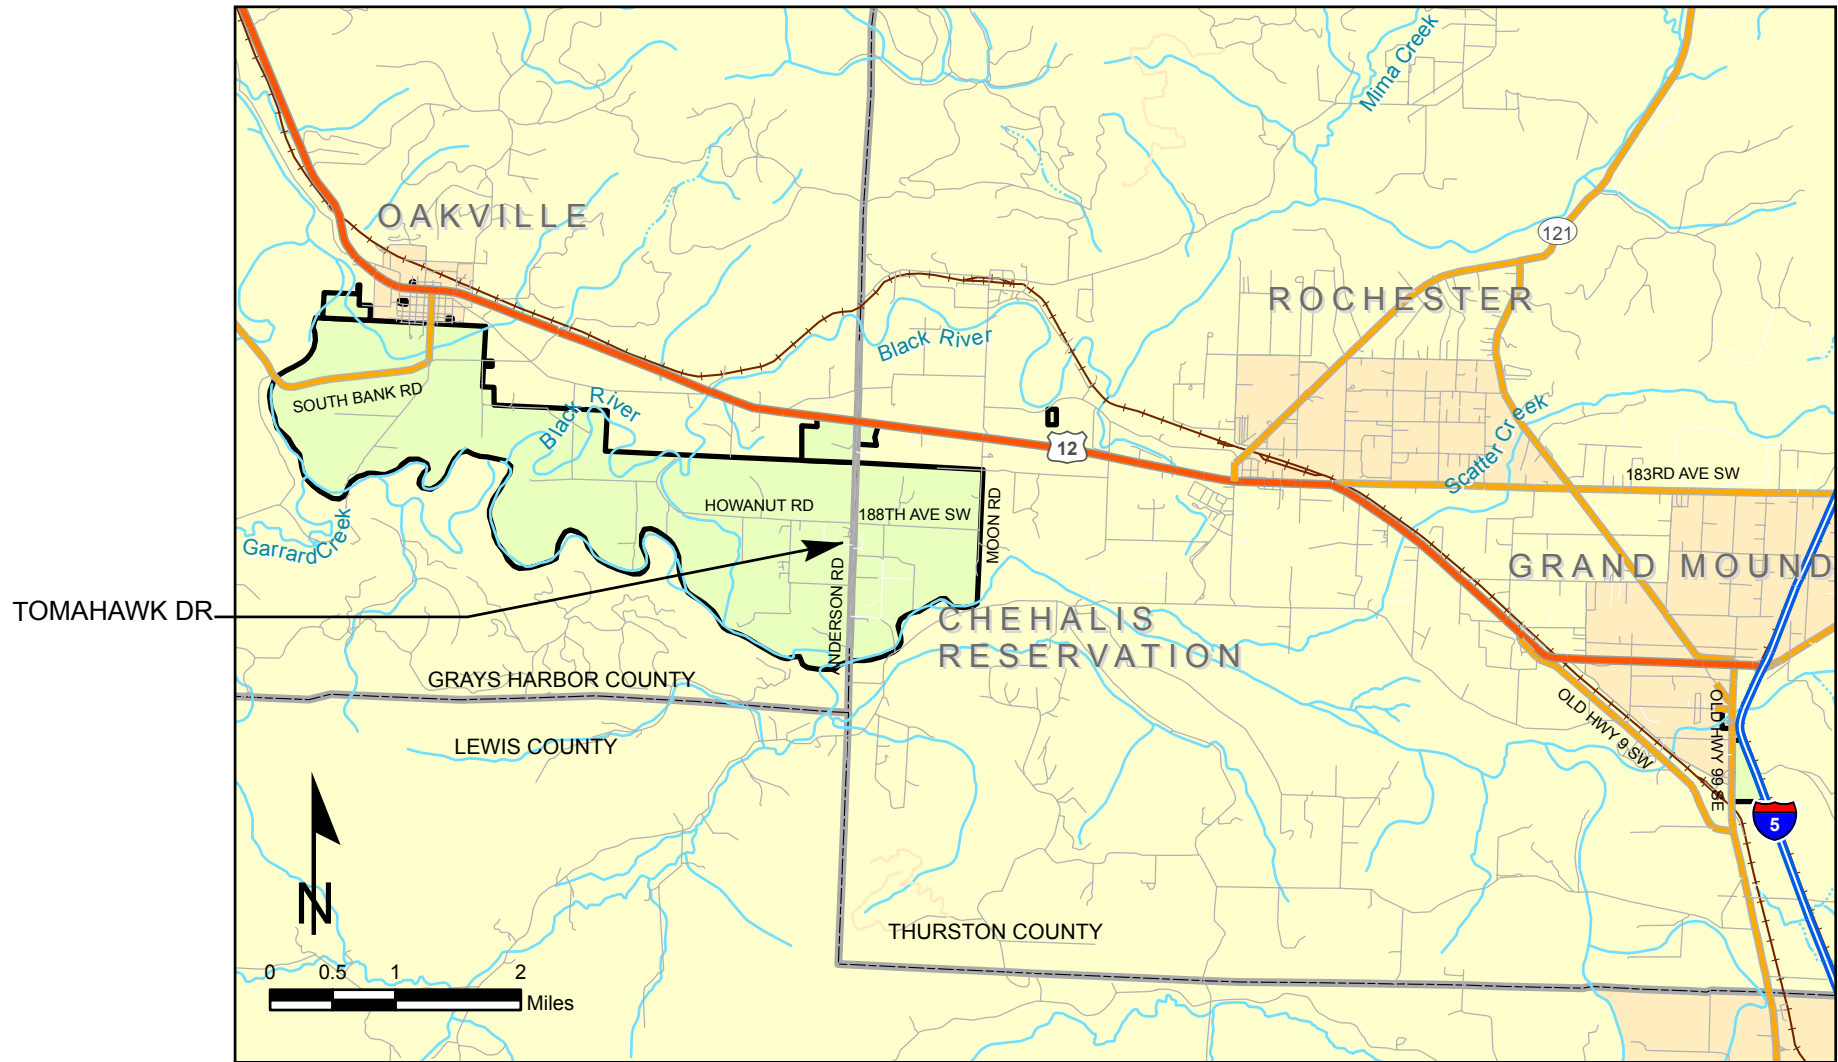 Mima Creek
OAKVILLE
121
ROCHESTER
Black River
SOUTH BANK RD
Black River
Scatter Creek
12
183RD AVE SW
HOWANUT RD
188TH AVE SW
MOON RD
Garrard Creek
GRAND MOUND
TOMAHAWK DR
ANDERSON RD
CHEHALIS
RESERVATION
GRAYS HARBOR COUNTY
OLD HWY 9 SW
OLD HWY 99 SE
LEWIS COUNTY
5
N
THURSTON COUNTY
0 0.5 1 2
Miles